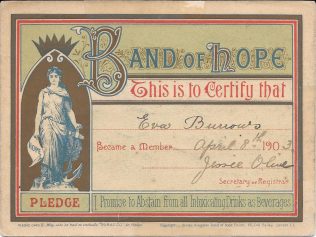 BAND OF HOPE
This is to Certify that
Eva Burrows
Became a Member April 8th 1903
Jessie Olive
Secretary or Registrar
PLEDGE
I Promise to Abstain from all Intoxicating Drinks as Beverages